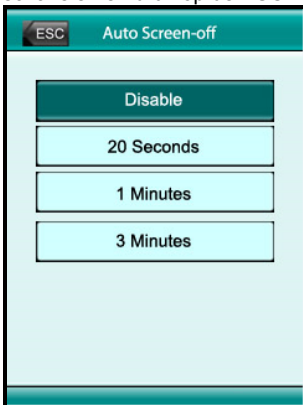 ESC Auto Screen-off
Disable
20 Seconds
1 Minutes
3 Minutes